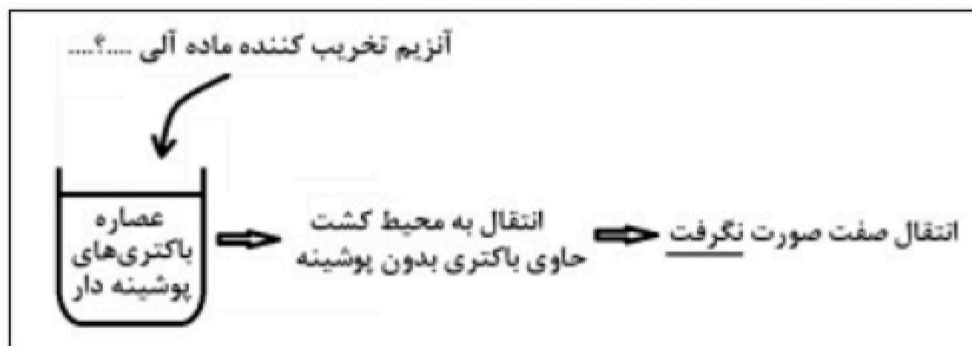 آنزیم تخریب کننده ماده آلی ....؟....
عصاره
باکتری‌های
پوشینه دار
انتقال به محیط کشت
حاوی باکتری بدون پوشینه
انتقال صفت صورت نگرفت